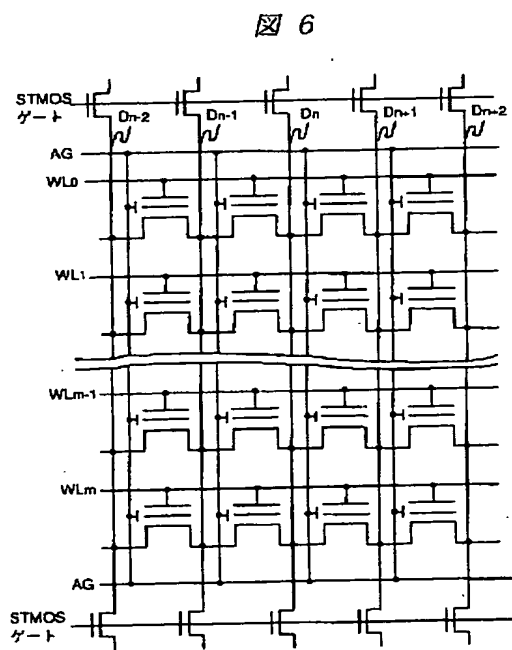 図 6
STMOS
ゲート
Dn-2 Dn-1 Dn Dn+1 Dn+2
AG
WL0
WL1
WLm-1
WLm
AG
STMOS
ゲート